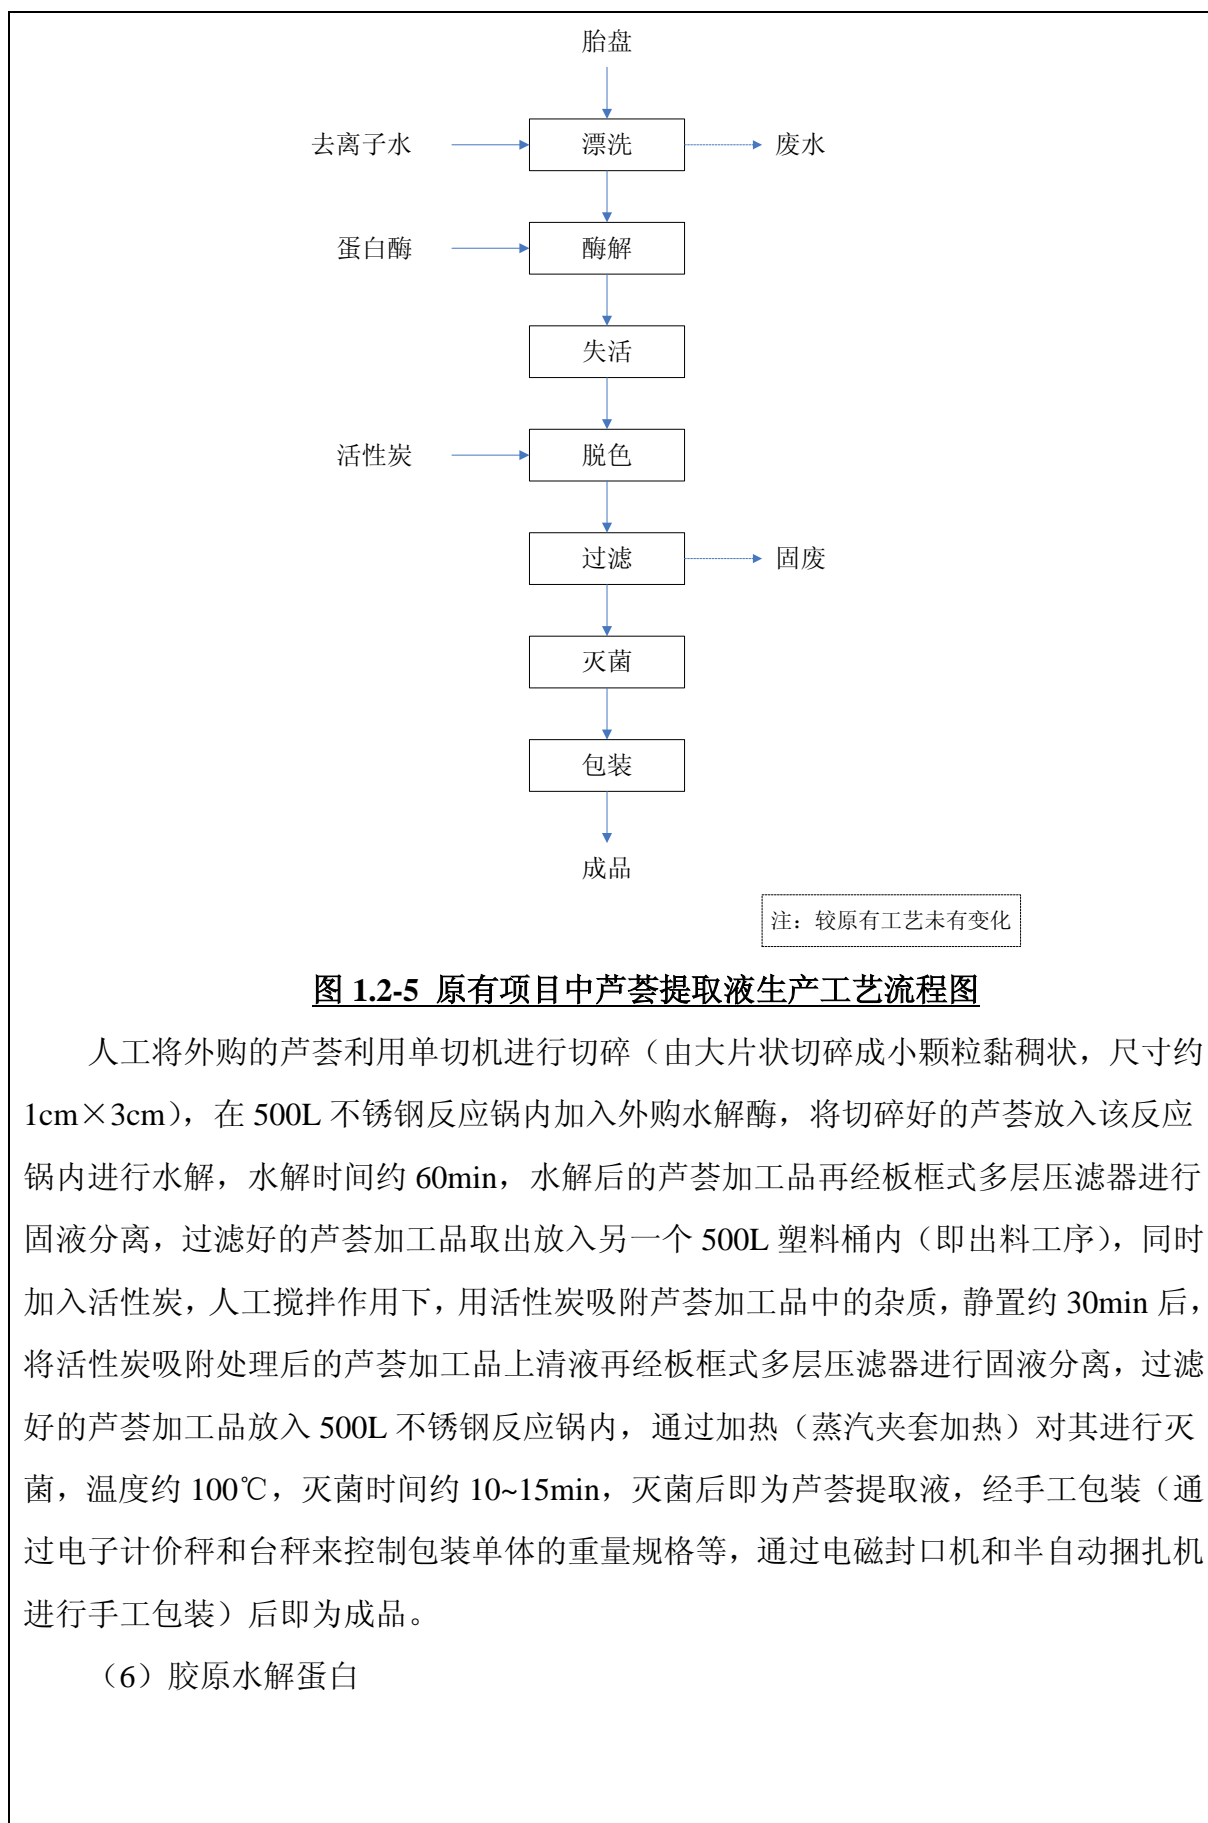 胎盘
去离子水
漂洗
废水
蛋白酶
酶解
失活
活性炭
脱色
过滤
固废
灭菌
包装
成品
注：较原有工艺未有变化
图 1.2-5 原有项目中芦荟提取液生产工艺流程图
人工将外购的芦荟利用单切机进行切碎（由大片状切碎成小颗粒黏稠状，尺寸约
1cm×3cm），在 500L 不锈钢反应锅内加入外购水解酶，将切碎好的芦荟放入该反应
锅内进行水解，水解时间约 60min，水解后的芦荟加工品再经板框式多层压滤器进行
固液分离，过滤好的芦荟加工品取出放入另一个 500L 塑料桶内（即出料工序），同时
加入活性炭，人工搅拌作用下，用活性炭吸附芦荟加工品中的杂质，静置约 30min 后，
将活性炭吸附处理后的芦荟加工品上清液再经板框式多层压滤器进行固液分离，过滤
好的芦荟加工品放入 500L 不锈钢反应锅内，通过加热（蒸汽夹套加热）对其进行灭
菌，温度约 100℃，灭菌时间约 10~15min，灭菌后即为芦荟提取液，经手工包装（通
过电子计价秤和台秤来控制包装单体的重量规格等，通过电磁封口机和半自动捆扎机
进行手工包装）后即为成品。
（6）胶原水解蛋白